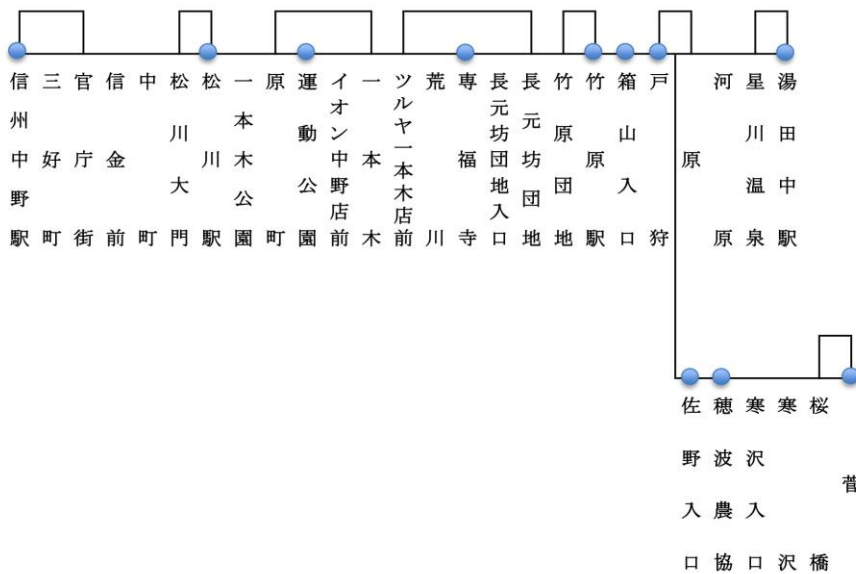 信州中野駅
三好町
官庁街
信金前
中町
松川大門
松川駅
一本木公園
原町
運動公園
イオン中野店前
一本木
ツルヤ一本木店前
荒川
専福寺
長元坊団地入口
長元坊団地
竹原団地
竹原駅
箱山入口
戸狩
原
河原
星川温泉
湯田中駅
佐野入口
穂波農協
寒沢入口
寒沢
桜橋
菅